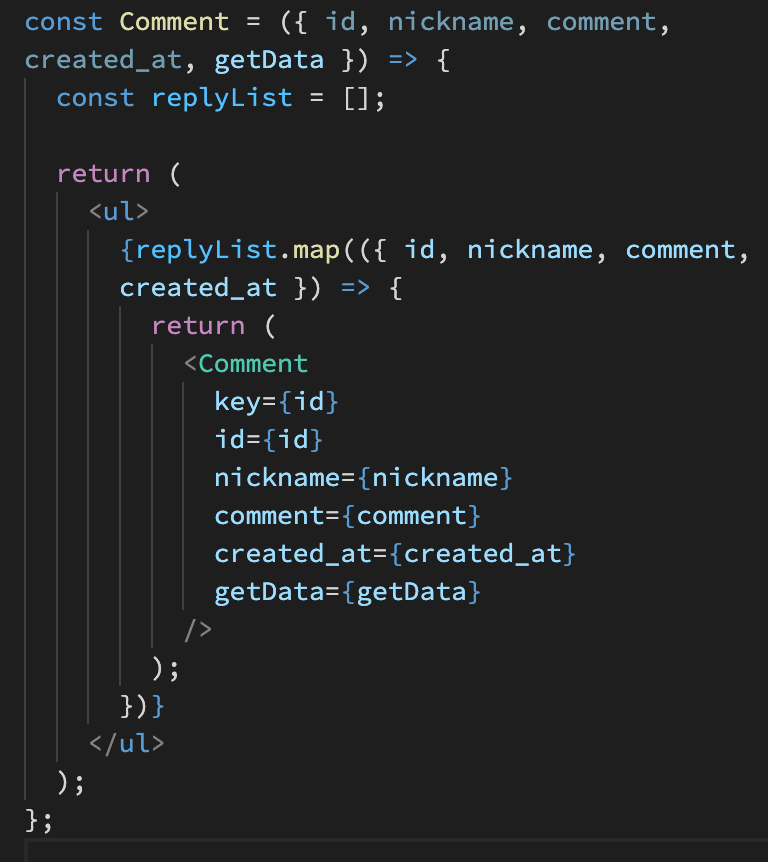 const Comment = ({ id, nickname, comment,
created_at, getData }) => {
  const replyList = [];

  return (
    <ul>
      {replyList.map(({ id, nickname, comment,
      created_at }) => {
        return (
          <Comment
            key={id}
            id={id}
            nickname={nickname}
            comment={comment}
            created_at={created_at}
            getData={getData}
          />
        );
      })}
    </ul>
  );
};